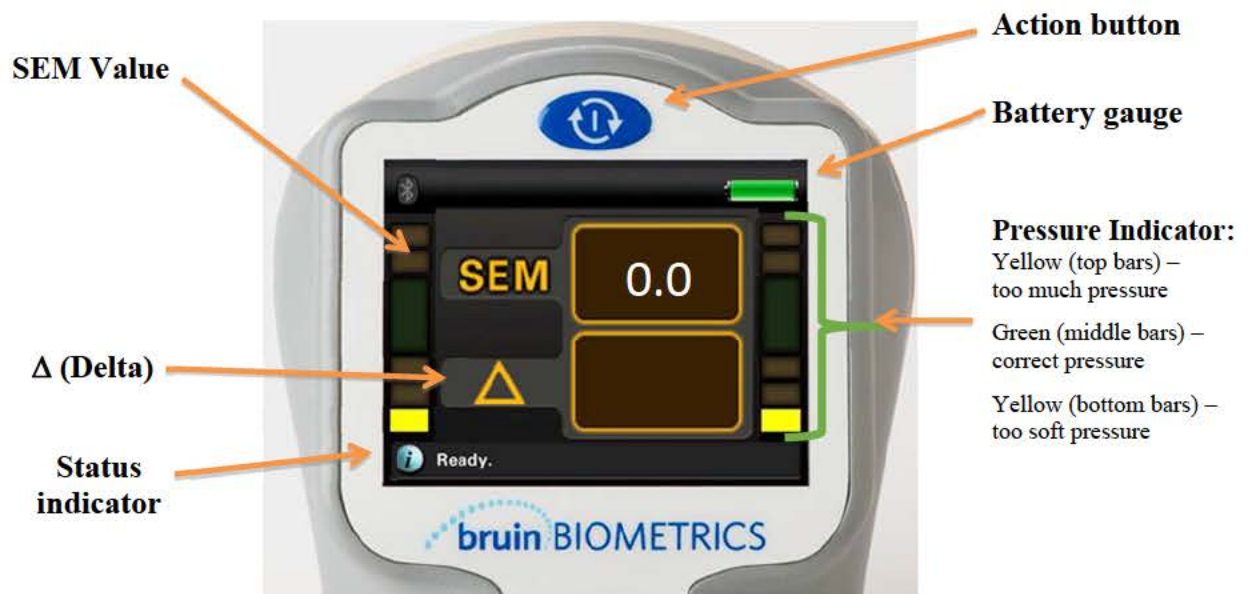 Action button
SEM Value
Battery gauge
SEM
0.0
Pressure Indicator:
Yellow (top bars) –
too much pressure
Green (middle bars) –
correct pressure
Yellow (bottom bars) –
too soft pressure
Δ (Delta)
Δ
Status
indicator
i Ready.
bruin BIOMETRICS